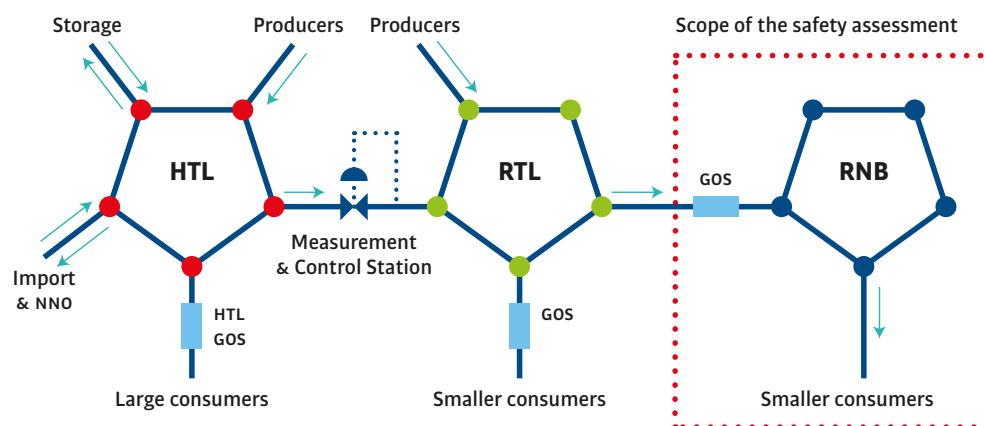 Storage
Producers
Producers
Scope of the safety assessment
HTL
RTL
GOS
RNB
Measurement
& Control Station
Import
& NNO
HTL
GOS
GOS
Large consumers
Smaller consumers
Smaller consumers